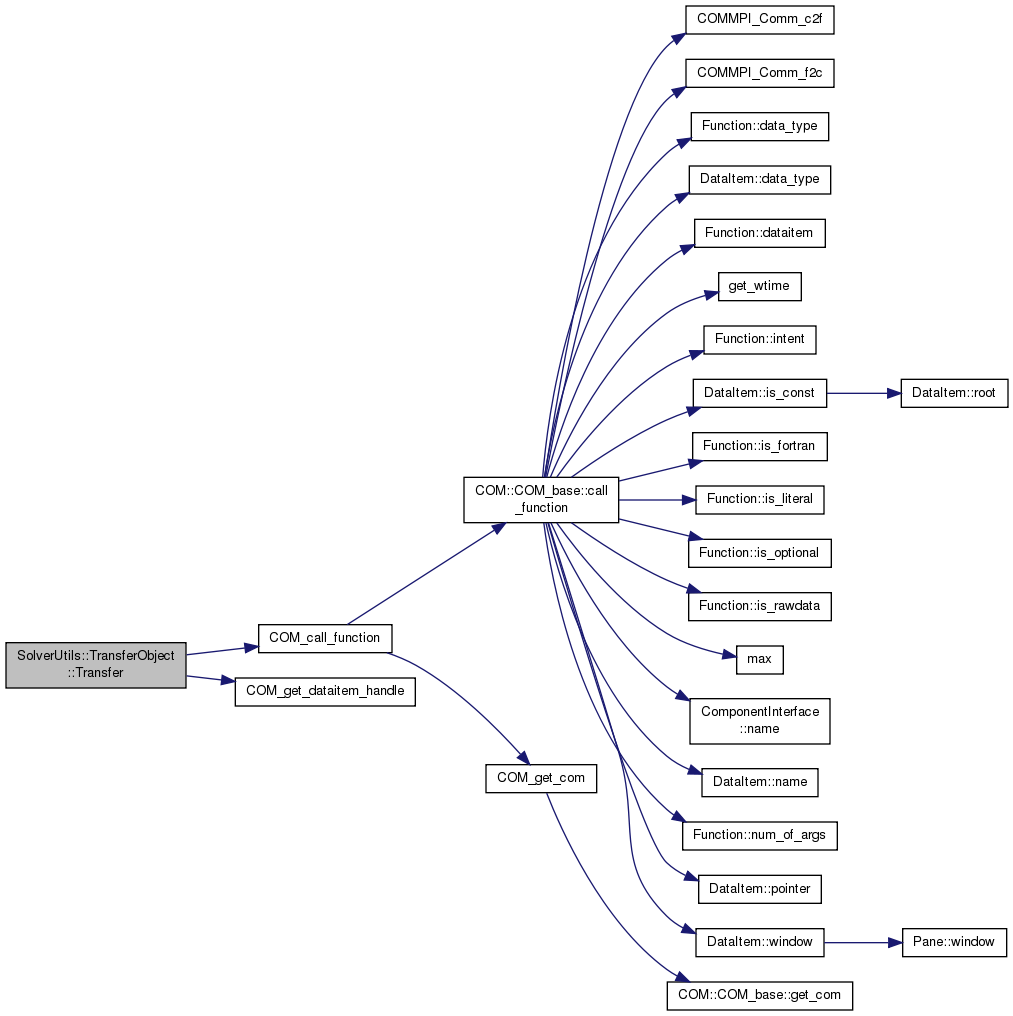 COMMPI_Comm_c2f
COMMPI_Comm_f2c
Function::data_type
DataItem::data_type
Function::dataitem
get_wtime
Function::intent
DataItem::is_const
DataItem::root
Function::is_fortran
COM::COM_base::call
_function
Function::is_literal
Function::is_optional
Function::is_rawdata
COM_call_function
SolverUtils::TransferObject
::Transfer
max
COM_get_dataitem_handle
ComponentInterface
::name
COM_get_com
DataItem::name
Function::num_of_args
DataItem::pointer
DataItem::window
Pane::window
COM::COM_base::get_com